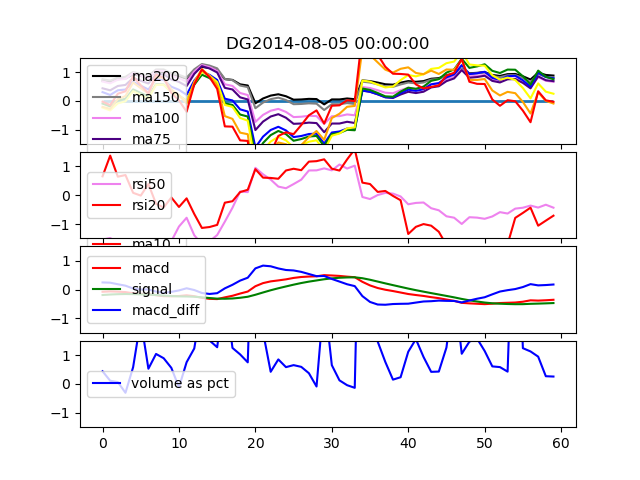 DG2014-08-05 00:00:00
1
0
−1
ma200
ma150
ma100
ma75
1
0
−1
rsi50
rsi20
ma10
1
0
−1
macd
signal
macd_diff
1
0
−1
volume as pct
0 10 20 30 40 50 60